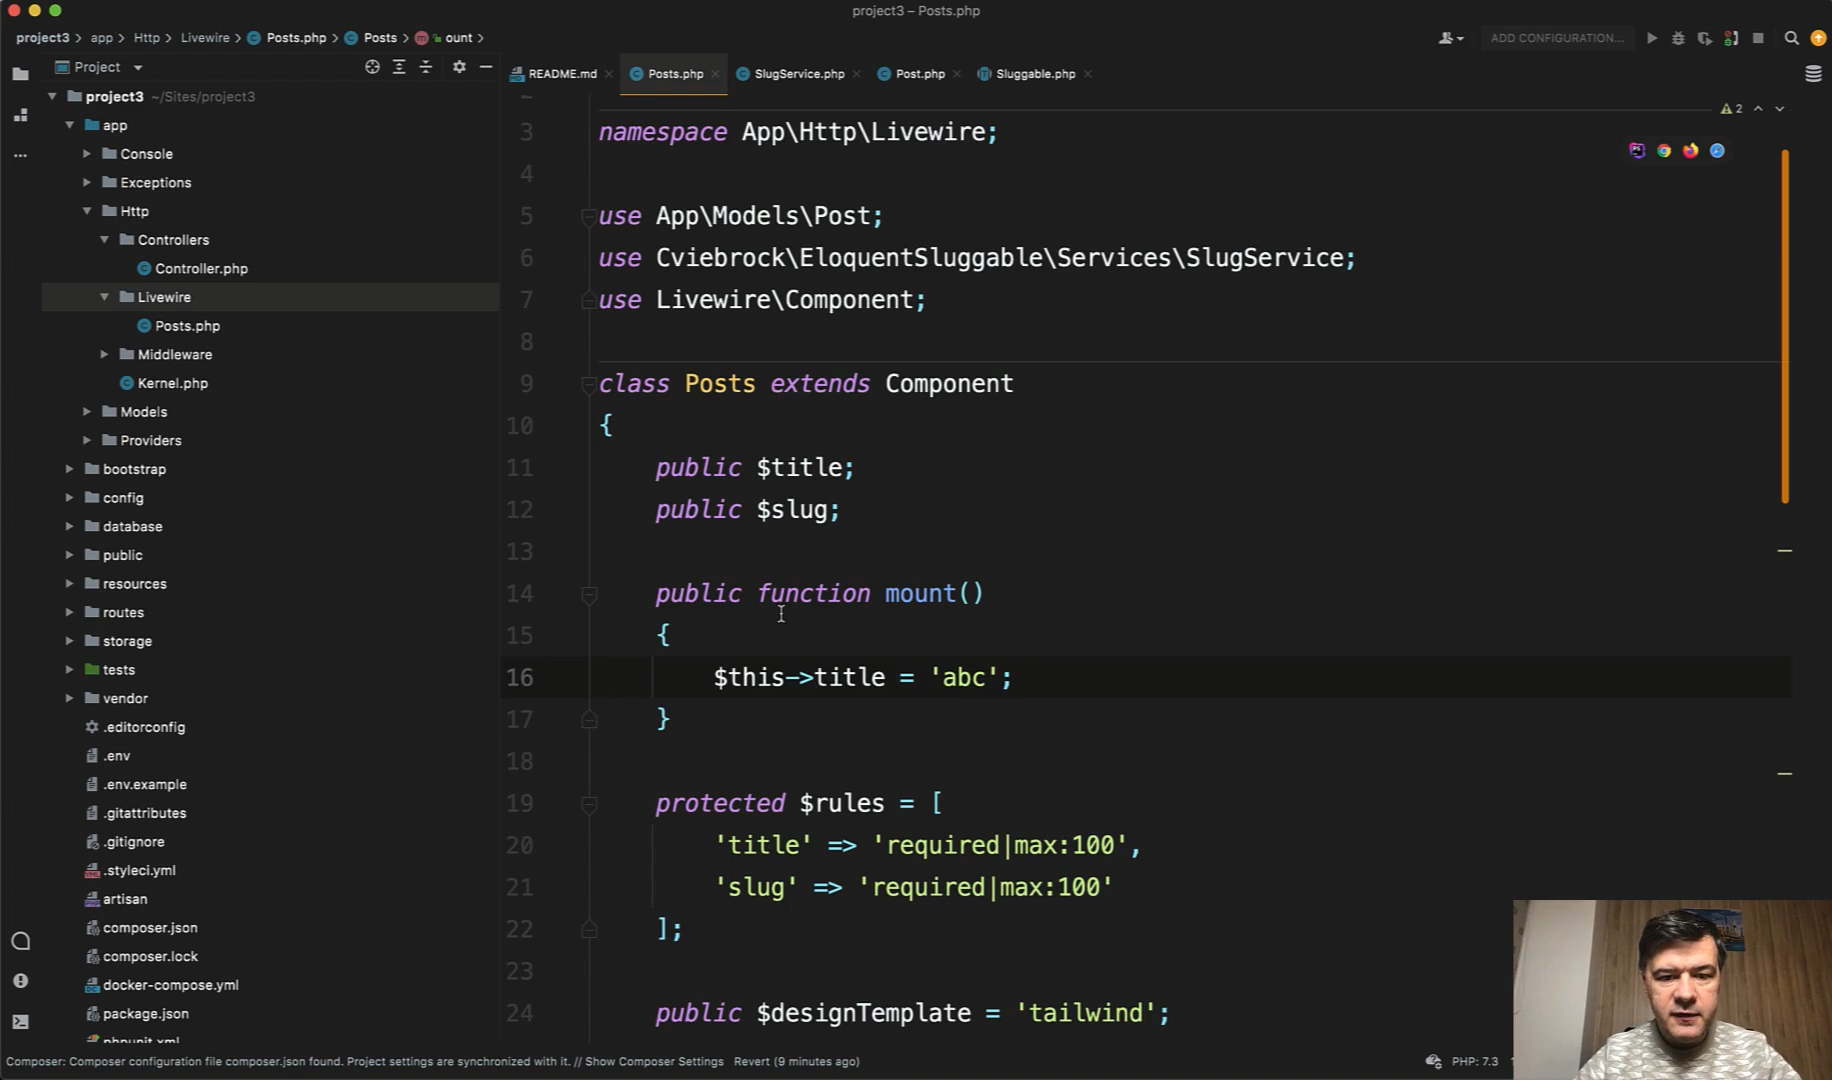 project3 – Posts.php
project3 > app > Http > Livewire > Posts.php > Posts > ount >
ADD CONFIGURATION...
Project
README.md
Posts.php
SlugService.php
Post.php
Sluggable.php
project3 ~/Sites/project3
app
Console
Exceptions
Http
Controllers
Controller.php
Livewire
Posts.php
Middleware
Kernel.php
Models
Providers
bootstrap
config
database
public
resources
routes
storage
tests
vendor
.editorconfig
.env
.env.example
.gitattributes
.gitignore
.styleci.yml
artisan
composer.json
composer.lock
docker-compose.yml
package.json
phpunit.xml
2
3 namespace App\Http\Livewire;
4
5 use App\Models\Post;
6 use Cviebrock\EloquentSluggable\Services\SlugService;
7 use Livewire\Component;
8
9 class Posts extends Component
10 {
11 public $title;
12 public $slug;
13
14 public function mount()
15 {
16 $this->title = 'abc';
17 }
18
19 protected $rules = [
20 'title' => 'required|max:100',
21 'slug' => 'required|max:100'
22 ];
23
24 public $designTemplate = 'tailwind';
Composer: Composer configuration file composer.json found. Project settings are synchronized with it. // Show Composer Settings Revert (9 minutes ago)
PHP: 7.3